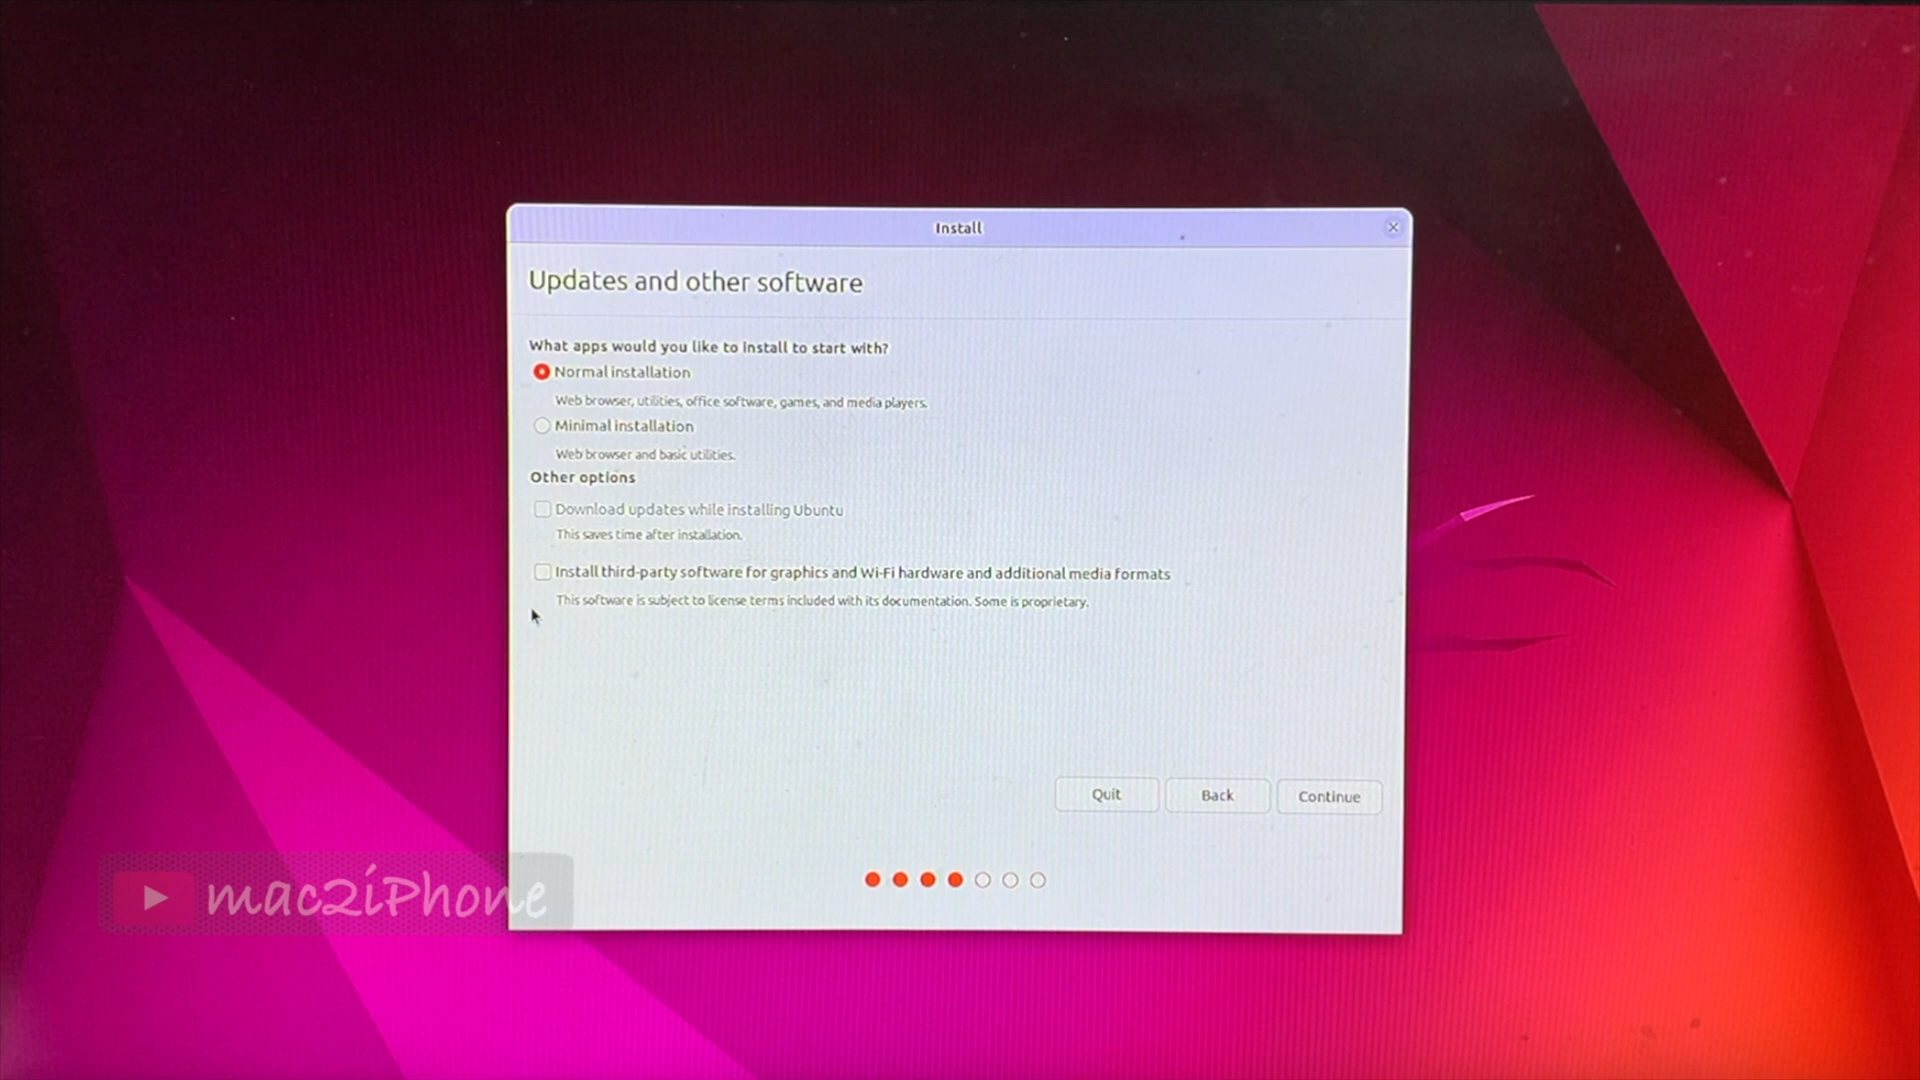 Install
Updates and other software
What apps would you like to install to start with?
Normal installation
Web browser, utilities, office software, games, and media players.
Minimal installation
Web browser and basic utilities.
Other options
Download updates while installing Ubuntu
This saves time after installation.
Install third-party software for graphics and Wi-Fi hardware and additional media formats
This software is subject to license terms included with its documentation. Some is proprietary.
Quit
Back
Continue
mac2iPhone